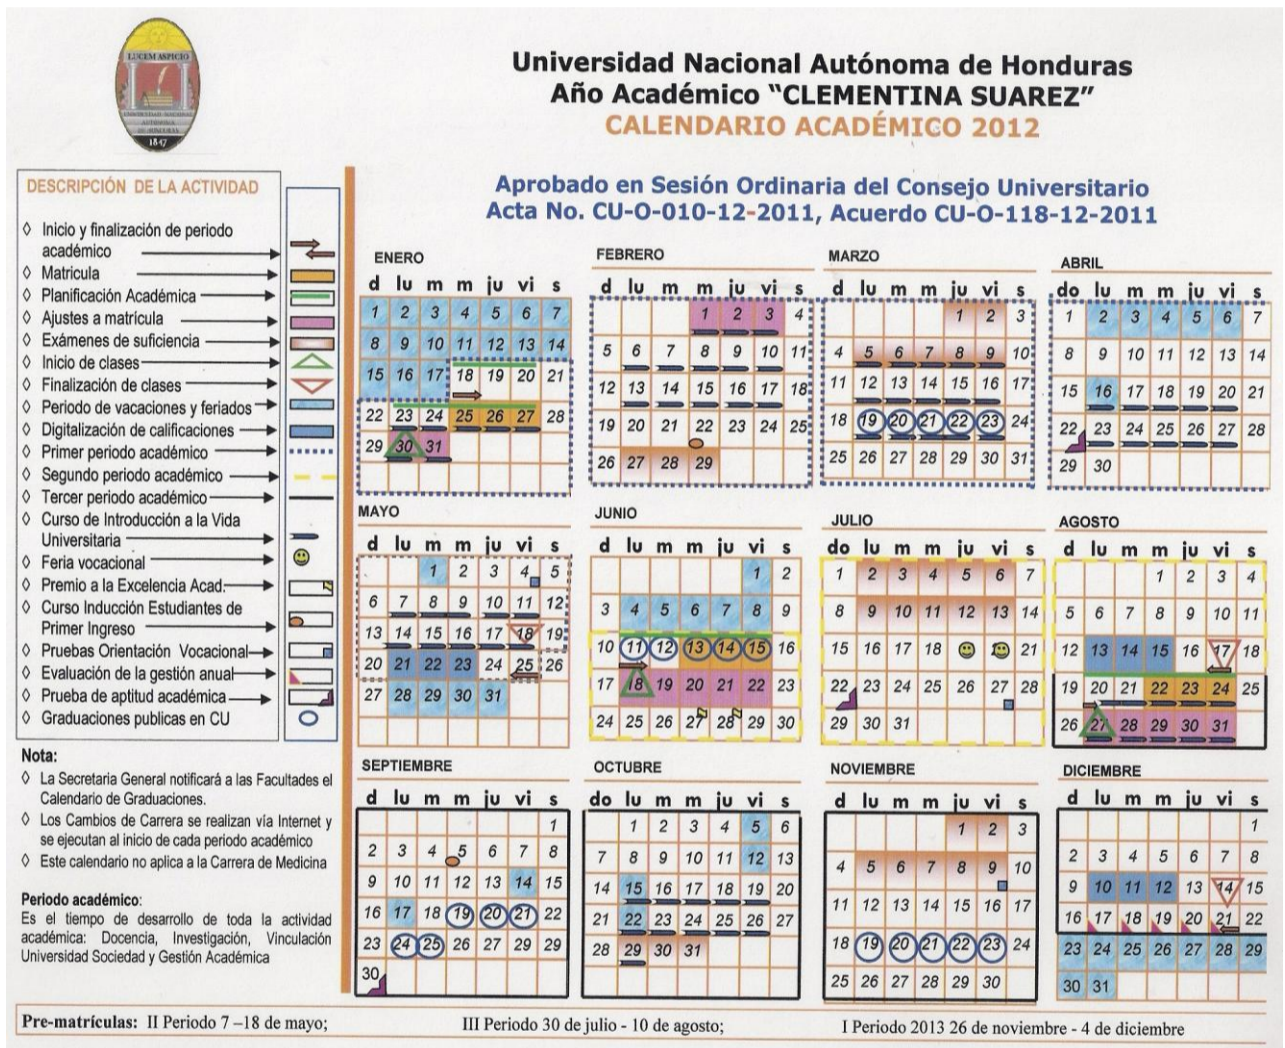 LUCEM ASPICIO
1847
Universidad Nacional Autónoma de Honduras
Año Académico “CLEMENTINA SUAREZ”
CALENDARIO ACADÉMICO 2012
Aprobado en Sesión Ordinaria del Consejo Universitario
Acta No. CU-O-010-12-2011, Acuerdo CU-O-118-12-2011
DESCRIPCIÓN DE LA ACTIVIDAD
◊ Inicio y finalización de periodo
académico
◊ Matricula
◊ Planificación Académica
◊ Ajustes a matrícula
◊ Exámenes de suficiencia
◊ Inicio de clases
◊ Finalización de clases
◊ Periodo de vacaciones y feriados
◊ Digitalización de calificaciones
◊ Primer periodo académico
◊ Segundo periodo académico
◊ Tercer periodo académico
◊ Curso de Introducción a la Vida
Universitaria
◊ Feria vocacional
◊ Premio a la Excelencia Acad.
◊ Curso Inducción Estudiantes de
Primer Ingreso
◊ Pruebas Orientación Vocacional
◊ Evaluación de la gestión anual
◊ Prueba de aptitud académica
◊ Graduaciones publicas en CU
Nota:
◊ La Secretaria General notificará a las Facultades el
Calendario de Graduaciones.
◊ Los Cambios de Carrera se realizan vía Internet y
se ejecutan al inicio de cada periodo académico
◊ Este calendario no aplica a la Carrera de Medicina
Periodo académico:
Es el tiempo de desarrollo de toda la actividad
académica: Docencia, Investigación, Vinculación
Universidad Sociedad y Gestión Académica
ENERO
d lu m m ju vi s
1 2 3 4 5 6 7
8 9 10 11 12 13 14
15 16 17 18 19 20 21
22 23 24 25 26 27 28
29 30 31
FEBRERO
d lu m m ju vi s
1 2 3 4
5 6 7 8 9 10 11
12 13 14 15 16 17 18
19 20 21 22 23 24 25
26 27 28 29
MARZO
d lu m m ju vi s
1 2 3
4 5 6 7 8 9 10
11 12 13 14 15 16 17
18 19 20 21 22 23 24
25 26 27 28 29 30 31
ABRIL
do lu m m ju vi s
1 2 3 4 5 6 7
8 9 10 11 12 13 14
15 16 17 18 19 20 21
22 23 24 25 26 27 28
29 30
MAYO
d lu m m ju vi s
1 2 3 4 5
6 7 8 9 10 11 12
13 14 15 16 17 18 19
20 21 22 23 24 25 26
27 28 29 30 31
JUNIO
d lu m m ju vi s
1 2
3 4 5 6 7 8 9
10 11 12 13 14 15 16
17 18 19 20 21 22 23
24 25 26 27 28 29 30
JULIO
do lu m m ju vi s
1 2 3 4 5 6 7
8 9 10 11 12 13 14
15 16 17 18 21
22 23 24 25 26 27 28
29 30 31
AGOSTO
d lu m m ju vi s
1 2 3 4
5 6 7 8 9 10 11
12 13 14 15 16 17 18
19 20 21 22 23 24 25
26 27 28 29 30 31
SEPTIEMBRE
d lu m m ju vi s
1
2 3 4 5 6 7 8
9 10 11 12 13 14 15
16 17 18 19 20 21 22
23 24 25 26 27 28 29
30
OCTUBRE
do lu m m ju vi s
1 2 3 4 5 6
7 8 9 10 11 12 13
14 15 16 17 18 19 20
21 22 23 24 25 26 27
28 29 30 31
NOVIEMBRE
d lu m m ju vi s
1 2 3
4 5 6 7 8 9 10
11 12 13 14 15 16 17
18 19 20 21 22 23 24
25 26 27 28 29 30
DICIEMBRE
d lu m m ju vi s
1
2 3 4 5 6 7 8
9 10 11 12 13 14 15
16 17 18 19 20 21 22
23 24 25 26 27 28 29
30 31
Pre-matrículas: II Periodo 7 –18 de mayo; III Periodo 30 de julio - 10 de agosto; I Periodo 2013 26 de noviembre - 4 de diciembre